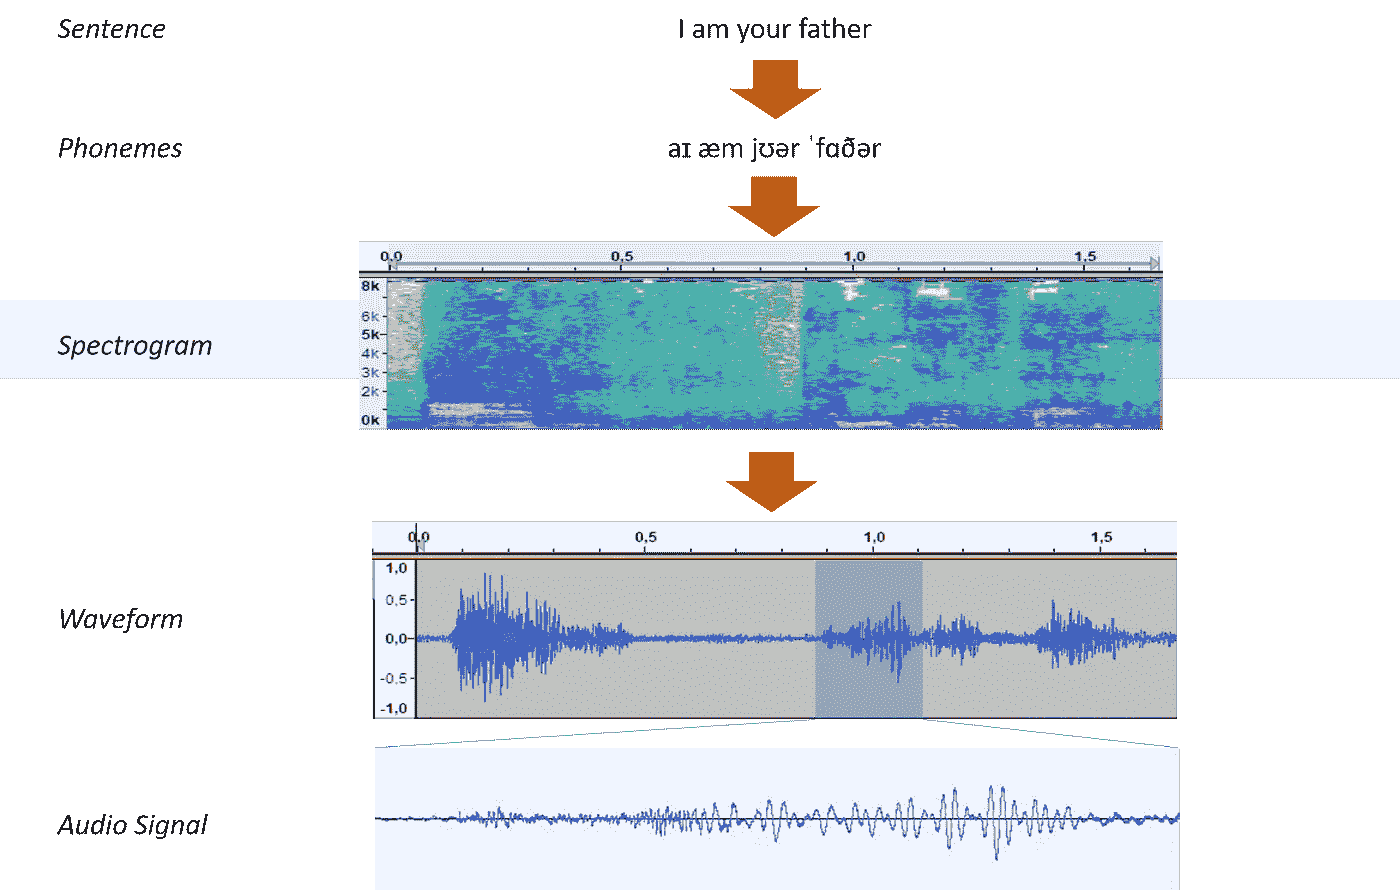 Sentence
I am your father
Phonemes
aɪ æm jʊər ˈfɑðər
0,0 0,5 1,0 1,5
8k
6k
5k
4k
3k
2k
0k
Spectrogram
0,0 0,5 1,0 1,5
1,0
0,5
0,0
-0,5
-1,0
Waveform
Audio Signal